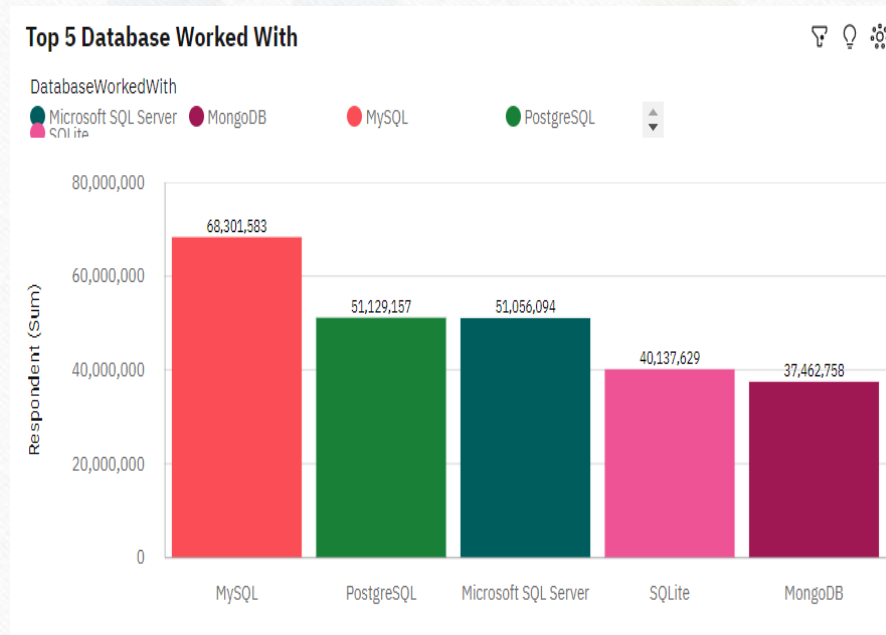 Top 5 Database Worked With
DatabaseWorkedWith
Microsoft SQL Server MongoDB MySQL PostgreSQL
SQLite
Respondent (Sum)
80,000,000
60,000,000
40,000,000
20,000,000
0
68,301,583
51,129,157
51,056,094
40,137,629
37,462,758
MySQL PostgreSQL Microsoft SQL Server SQLite MongoDB